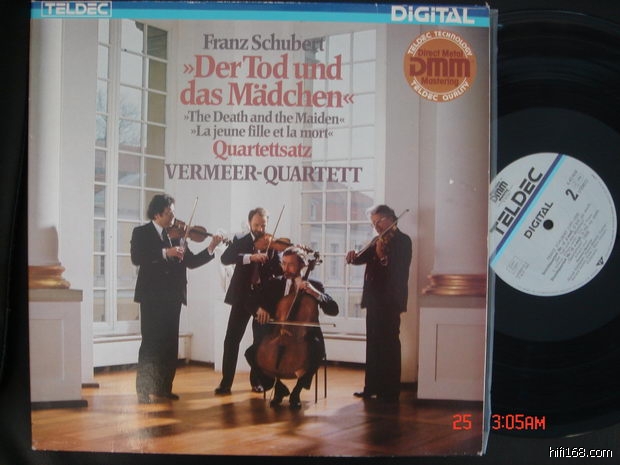 TELDEC
DIGITAL
Franz Schubert
»Der Tod und
das Mädchen«
»The Death and the Maiden«
»La jeune fille et la mort«
Quartettsatz
VERMEER-QUARTETT
TELDEC TECHNOLOGY
Direct Metal
DMM
Mastering
TELDEC QUALITY
DMM
TELDEC
DIGITAL
2
25 3:05AM
hifi168.com